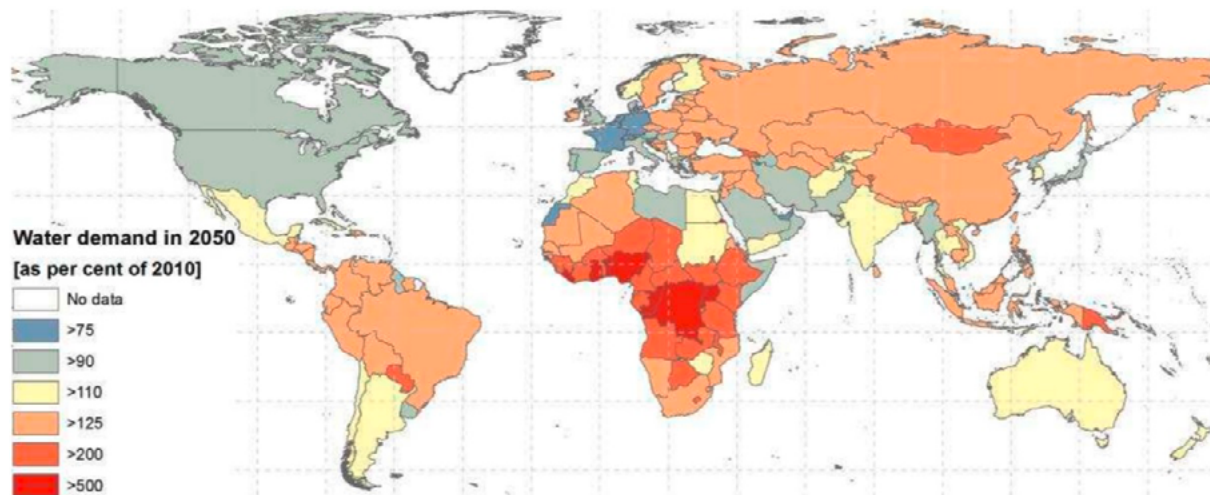 Water demand in 2050
[as per cent of 2010]
No data
>75
>90
>110
>125
>200
>500